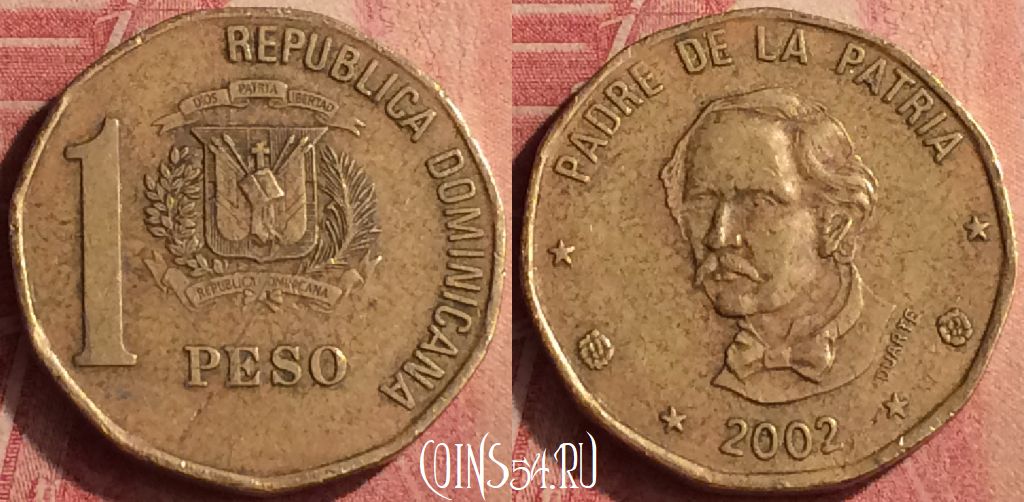 REPUBLICA DOMINICANA
DIOS PATRIA LIBERTAD
REPUBLICA DOMINICANA
1
PESO
PADRE DE LA PATRIA
DUARTE
2002
COINS54.RU